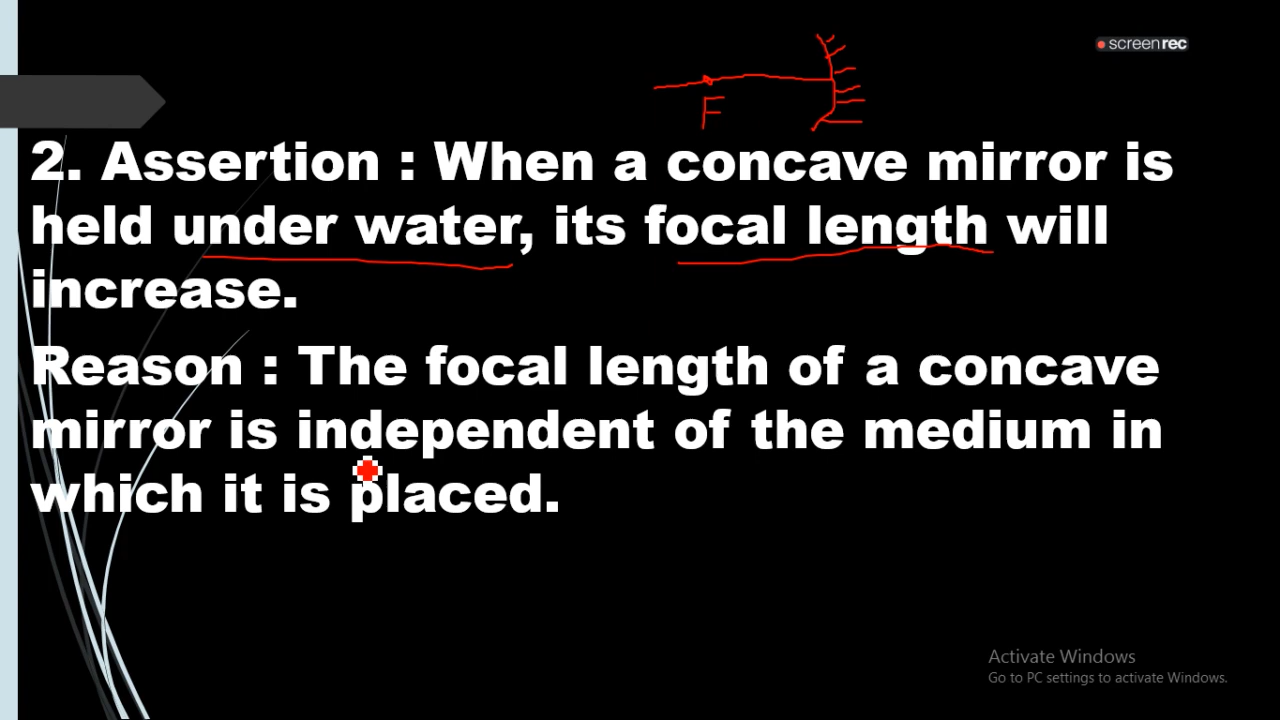 screenrec
F
2. Assertion : When a concave mirror is
held under water, its focal length will
increase.
Reason : The focal length of a concave
mirror is independent of the medium in
which it is placed.
Activate Windows
Go to PC settings to activate Windows.